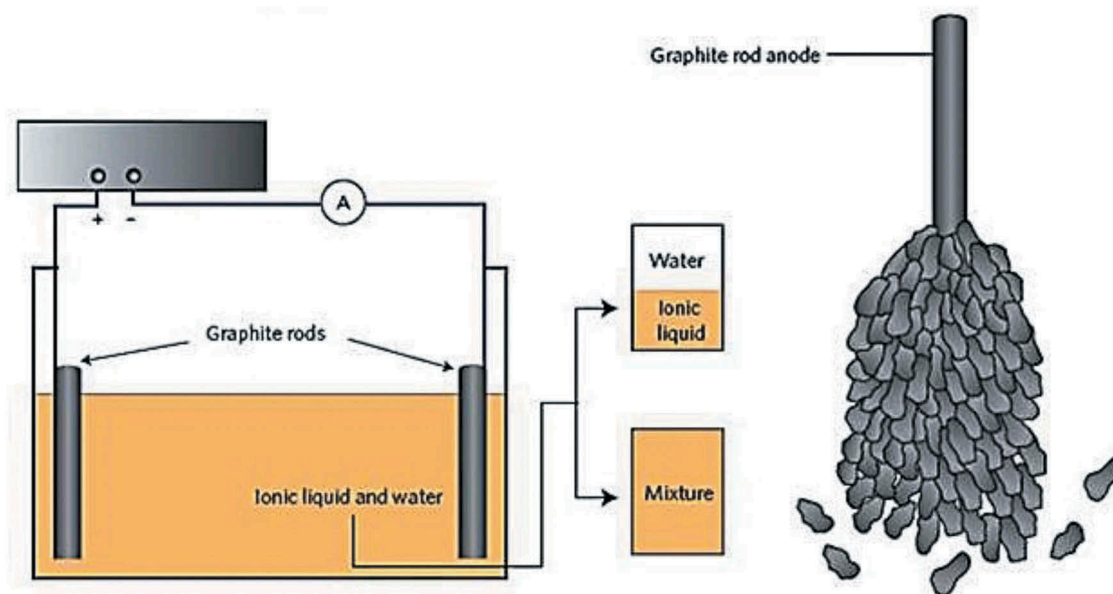 Graphite rod anode
A
+ -
Graphite rods
Water
Ionic
liquid
Ionic liquid and water
Mixture